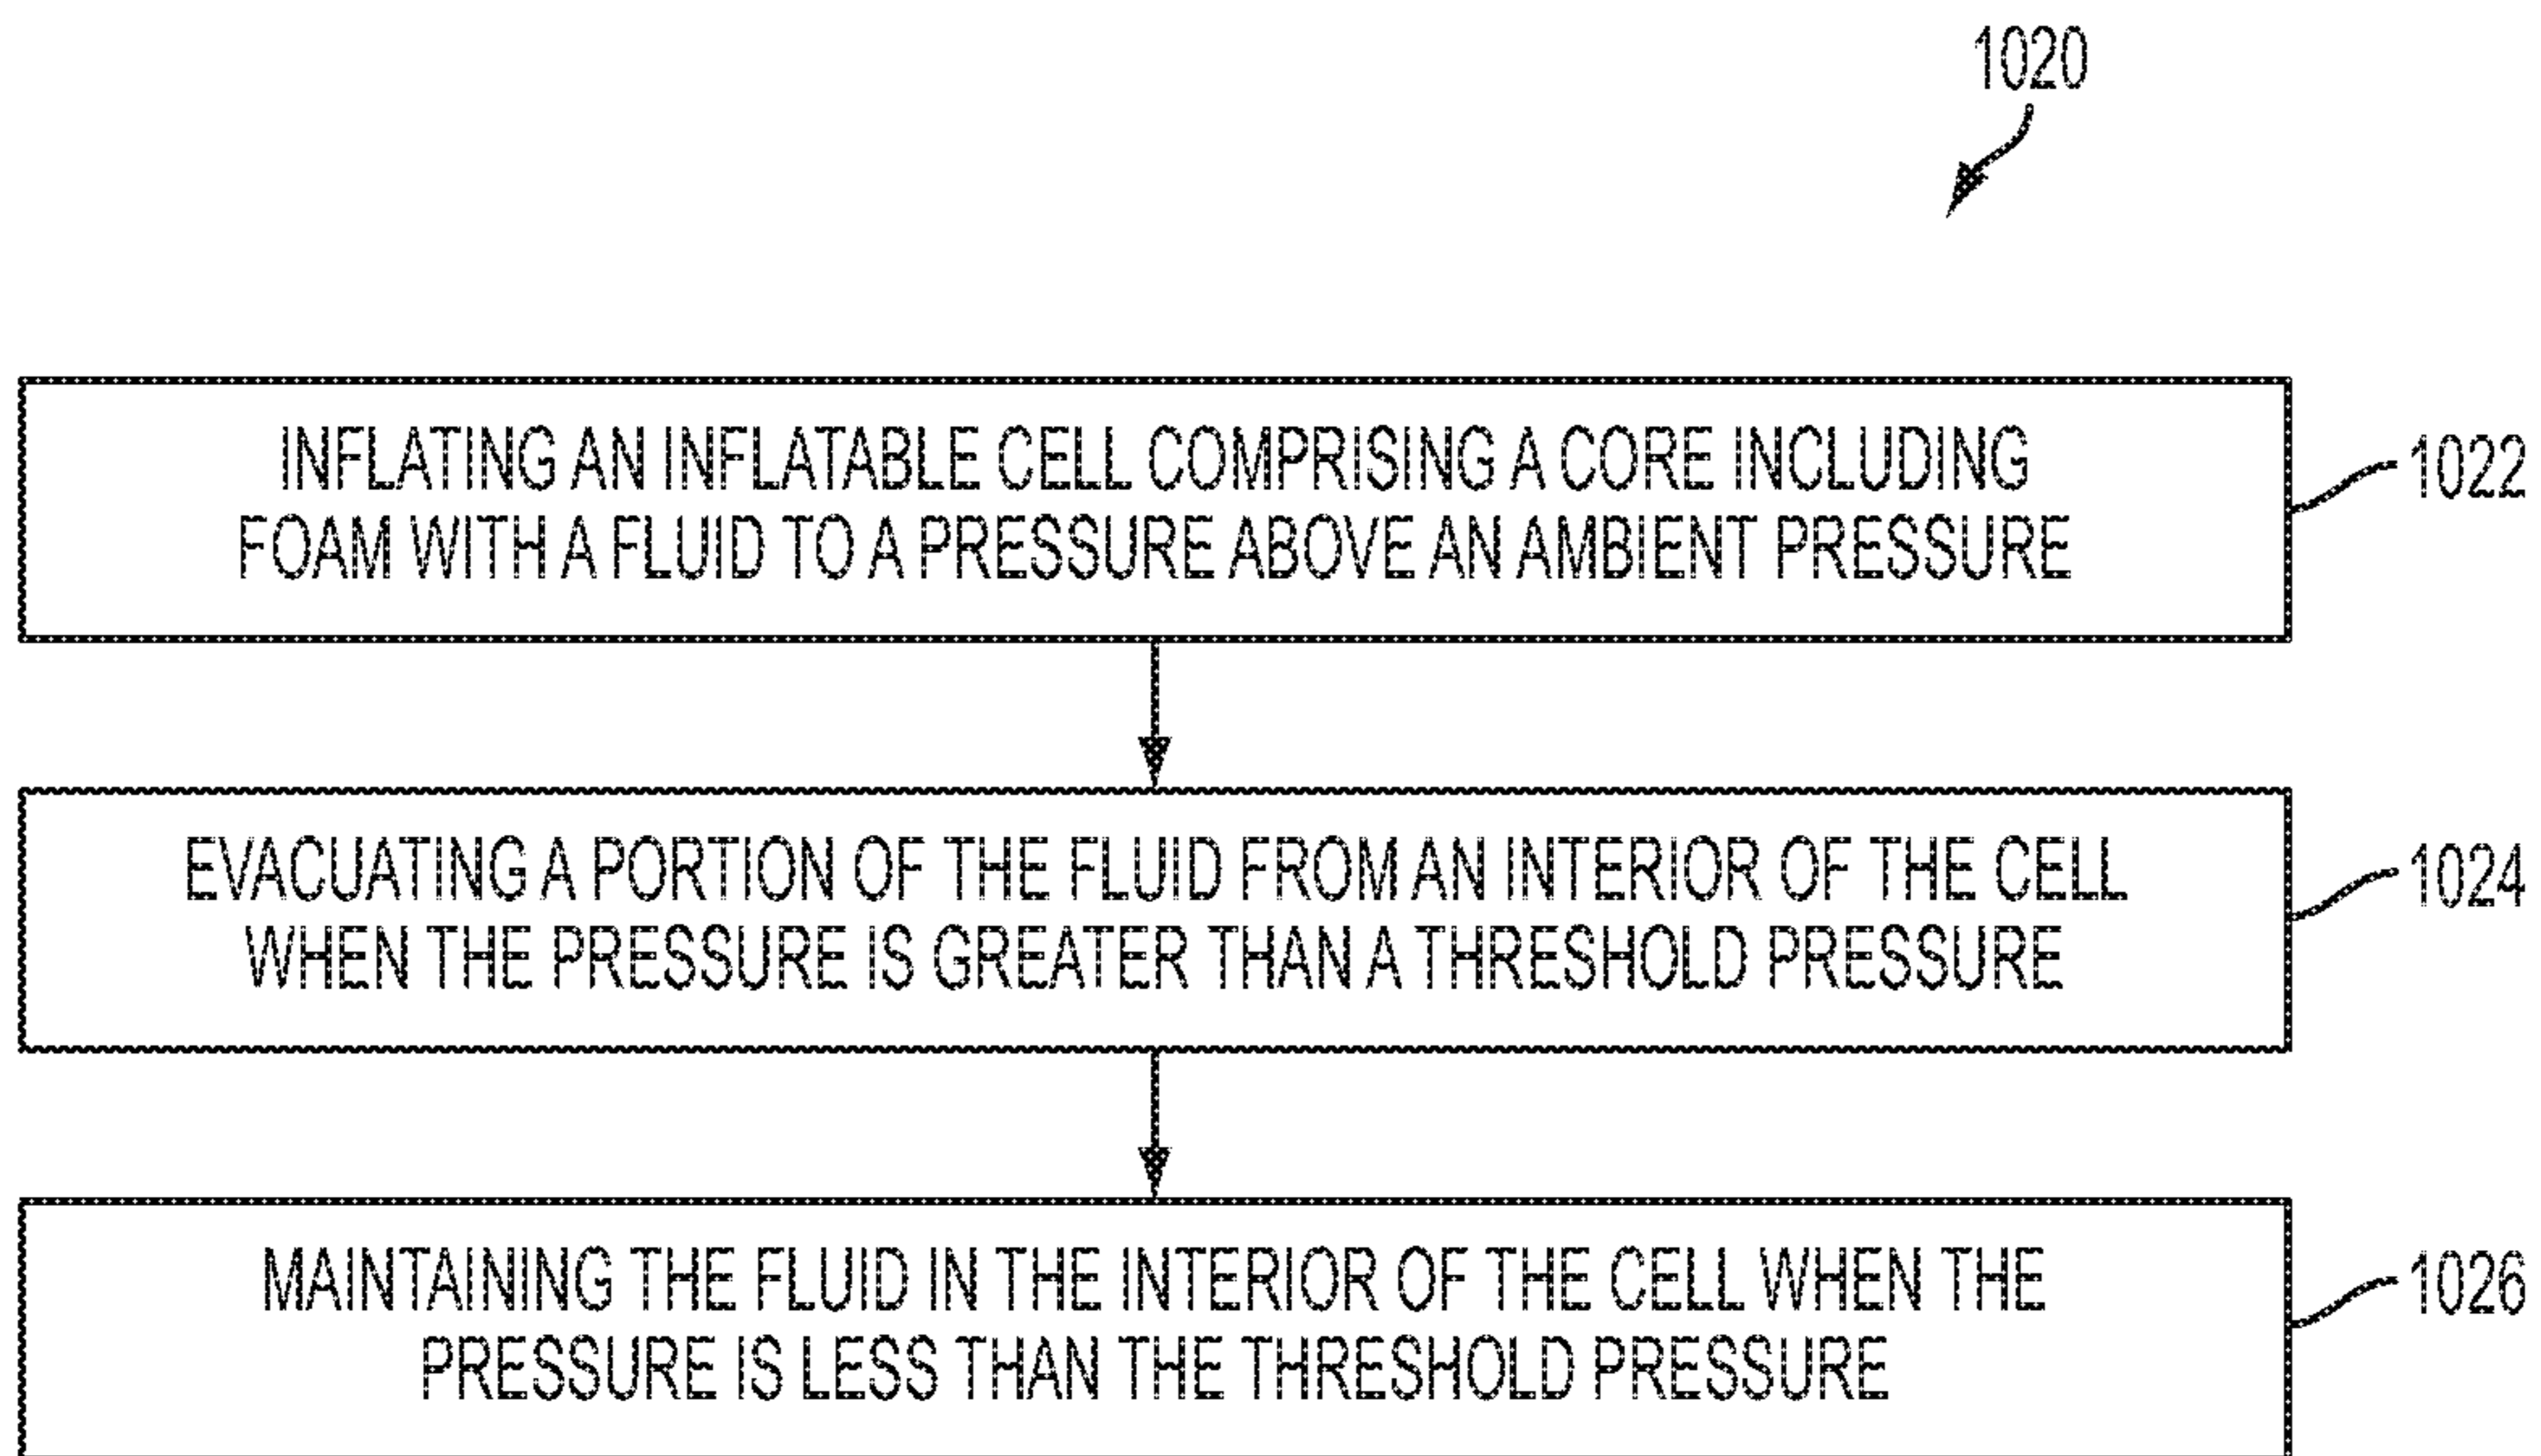 1020
INFLATING AN INFLATABLE CELL COMPRISING A CORE INCLUDING
FOAM WITH A FLUID TO A PRESSURE ABOVE AN AMBIENT PRESSURE
1022
EVACUATING A PORTION OF THE FLUID FROM AN INTERIOR OF THE CELL
WHEN THE PRESSURE IS GREATER THAN A THRESHOLD PRESSURE
1024
MAINTAINING THE FLUID IN THE INTERIOR OF THE CELL WHEN THE
PRESSURE IS LESS THAN THE THRESHOLD PRESSURE
1026